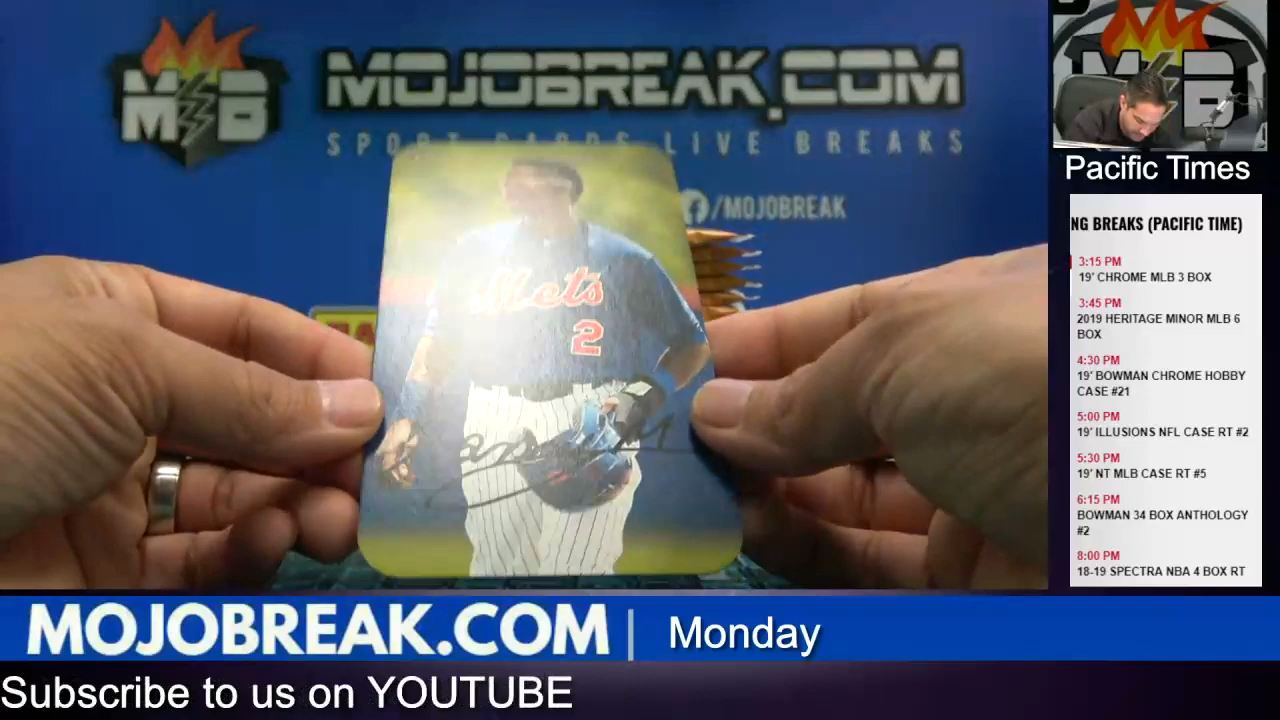 M B
MOJOBREAK.COM
SPORT CARDS LIVE BREAKS
/MOJOBREAK
Mets
2
M B
Pacific Times
NG BREAKS (PACIFIC TIME)
3:15 PM
19' CHROME MLB 3 BOX
3:45 PM
2019 HERITAGE MINOR MLB 6
BOX
4:30 PM
19' BOWMAN CHROME HOBBY
CASE #21
5:00 PM
19' ILLUSIONS NFL CASE RT #2
5:30 PM
19' NT MLB CASE RT #5
6:15 PM
BOWMAN 34 BOX ANTHOLOGY
#2
8:00 PM
18-19 SPECTRA NBA 4 BOX RT
MOJOBREAK.COM | Monday
Subscribe to us on YOUTUBE